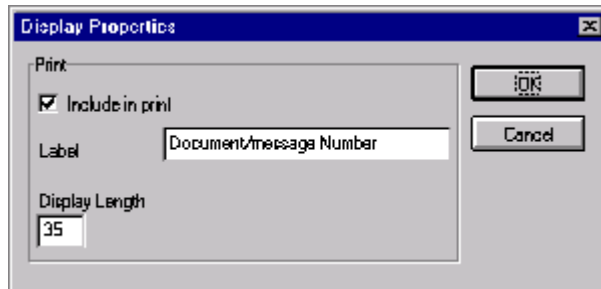 Display Properties
Print
Include in print
Label
Document/message Number
Display Length
35
OK
Cancel